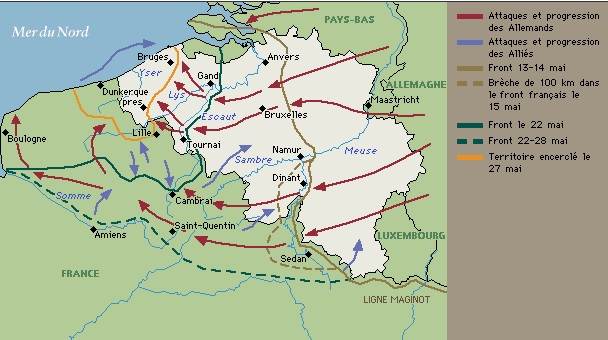 PAYS-BAS
Mer du Nord
Bruges
Yser
Gand
Anvers
ALLEMAGNE
Dunkerque
Ypres
Lys
Escaut
Bruxelles
Maastricht
Boulogne
Lille
Tournai
Namur
Meuse
Sambre
Dinant
Somme
Cambrai
Amiens
Saint-Quentin
LUXEMBOURG
Sedan
FRANCE
LIGNE MAGINOT
Attaques et progression
des Allemands
Attaques et progression
des Alliés
Front 13-14 mai
Brèche de 100 km dans
le front français le
15 mai
Front le 22 mai
Front 22-28 mai
Territoire encerclé le
27 mai